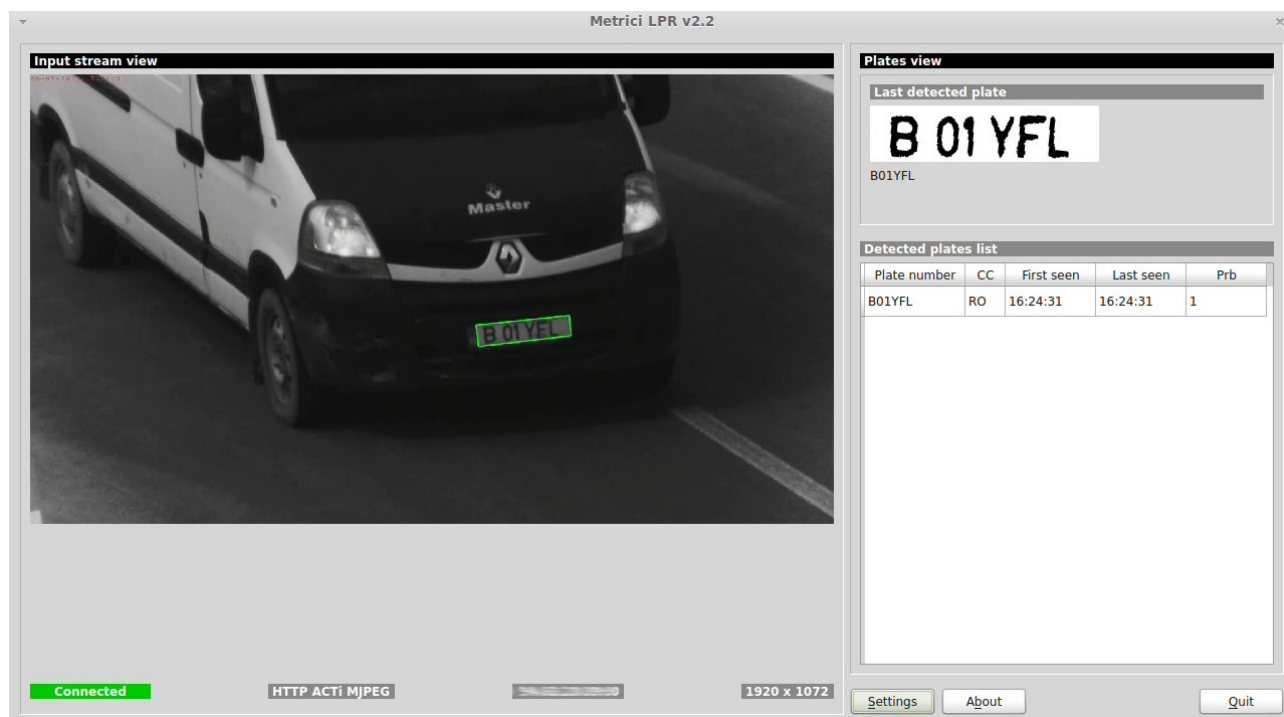 Metrici LPR v2.2
Input stream view
Master
B 01 YFL
Connected
HTTP ACTi MJPEG
1920 x 1072
Plates view
Last detected plate
B 01 YFL
B01YFL
Detected plates list
Plate number CC First seen Last seen Prb
B01YFL RO 16:24:31 16:24:31 1
Settings About Quit